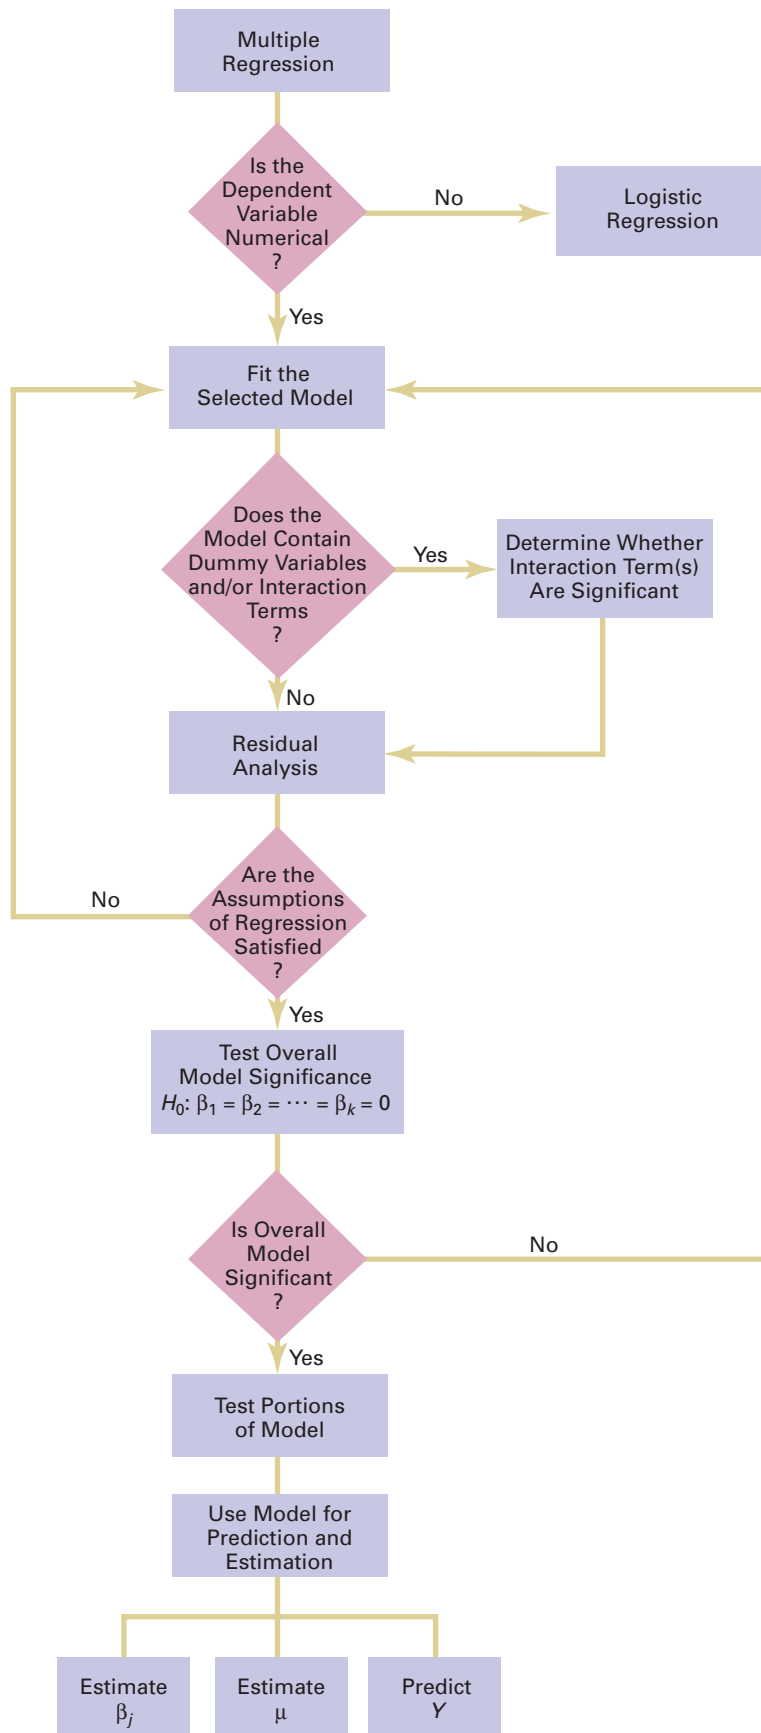 Multiple
Regression
Is the
Dependent
Variable
Numerical
?
No
Logistic
Regression
Yes
Fit the
Selected Model
Does the
Model Contain
Dummy Variables
and/or Interaction
Terms
?
Yes
Determine Whether
Interaction Term(s)
Are Significant
No
Residual
Analysis
Are the
Assumptions
of Regression
Satisfied
?
No
Yes
Test Overall
Model Significance
H₀: β₁ = β₂ = ⋯ = βₖ = 0
Is Overall
Model
Significant
?
No
Yes
Test Portions
of Model
Use Model for
Prediction and
Estimation
Estimate
βⱼ
Estimate
μ
Predict
Y